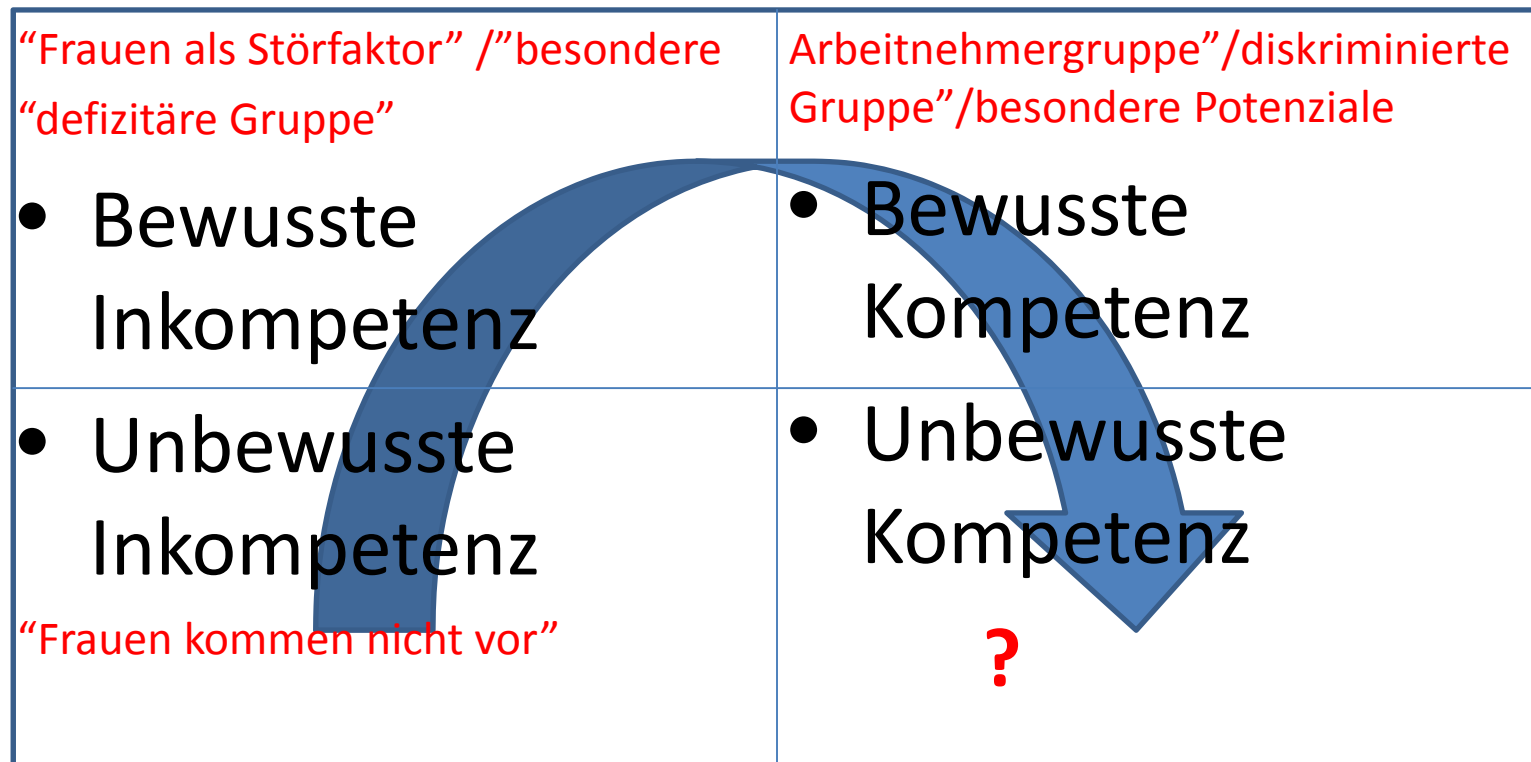 “Frauen als Störfaktor” /”besondere
“defizitäre Gruppe”
• Bewusste
Inkompetenz
Arbeitnehmergruppe”/diskriminierte
Gruppe”/besondere Potenziale
• Bewusste
Kompetenz
• Unbewusste
Inkompetenz
“Frauen kommen nicht vor”
• Unbewusste
Kompetenz
?